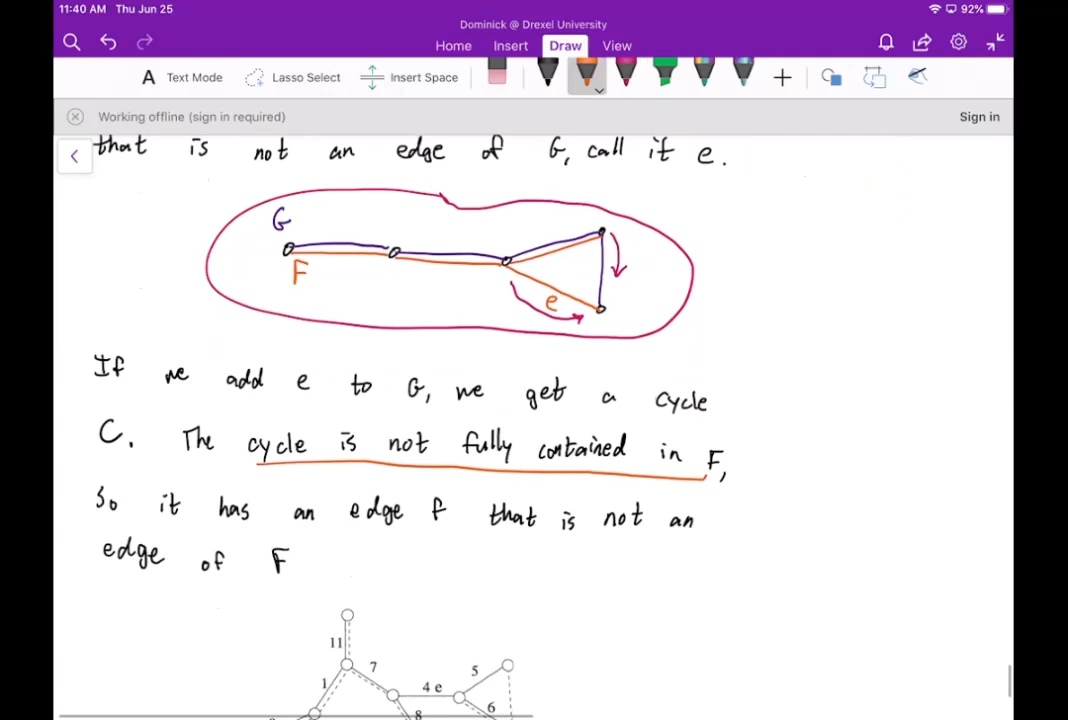 11:40 AM Thu Jun 25
92%
Dominick @ Drexel University
Home Insert Draw View
A Text Mode Lasso Select Insert Space
Working offline (sign in required) Sign in
that is not an edge of G, call it e.
G
F
e
If we add e to G, we get a cycle
C. The cycle is not fully contained in F,
So it has an edge f that is not an
edge of F
11
7
5
1
4 e
8
6